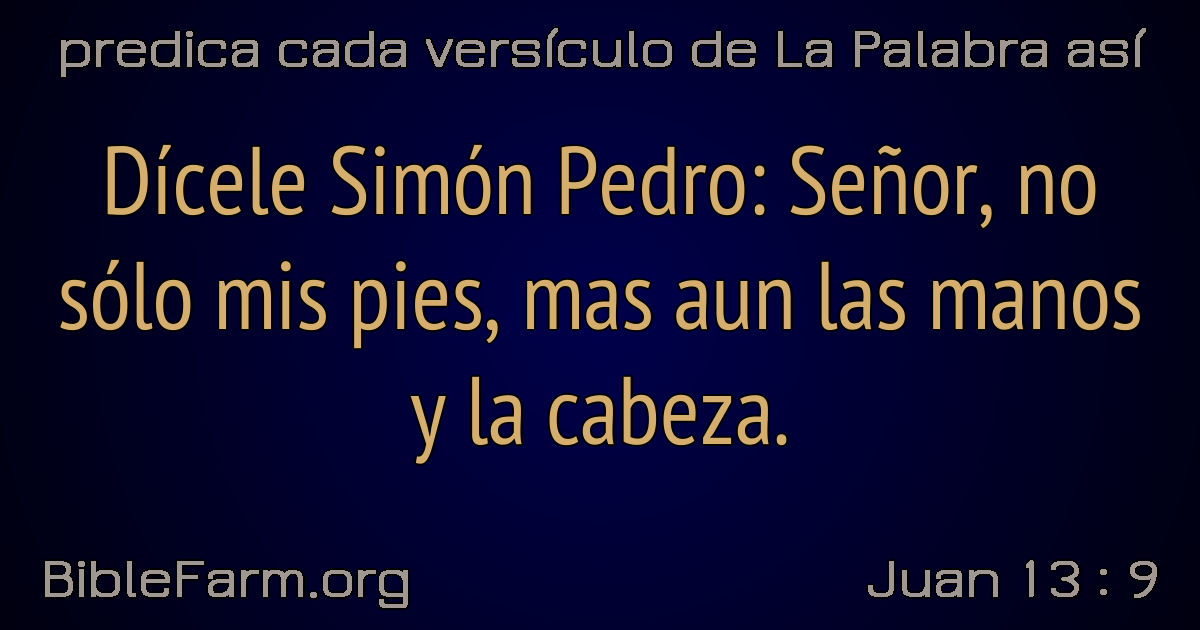 predica cada versículo de La Palabra así
Dícele Simón Pedro: Señor, no
sólo mis pies, mas aun las manos
y la cabeza.
BibleFarm.org
Juan 13 : 9